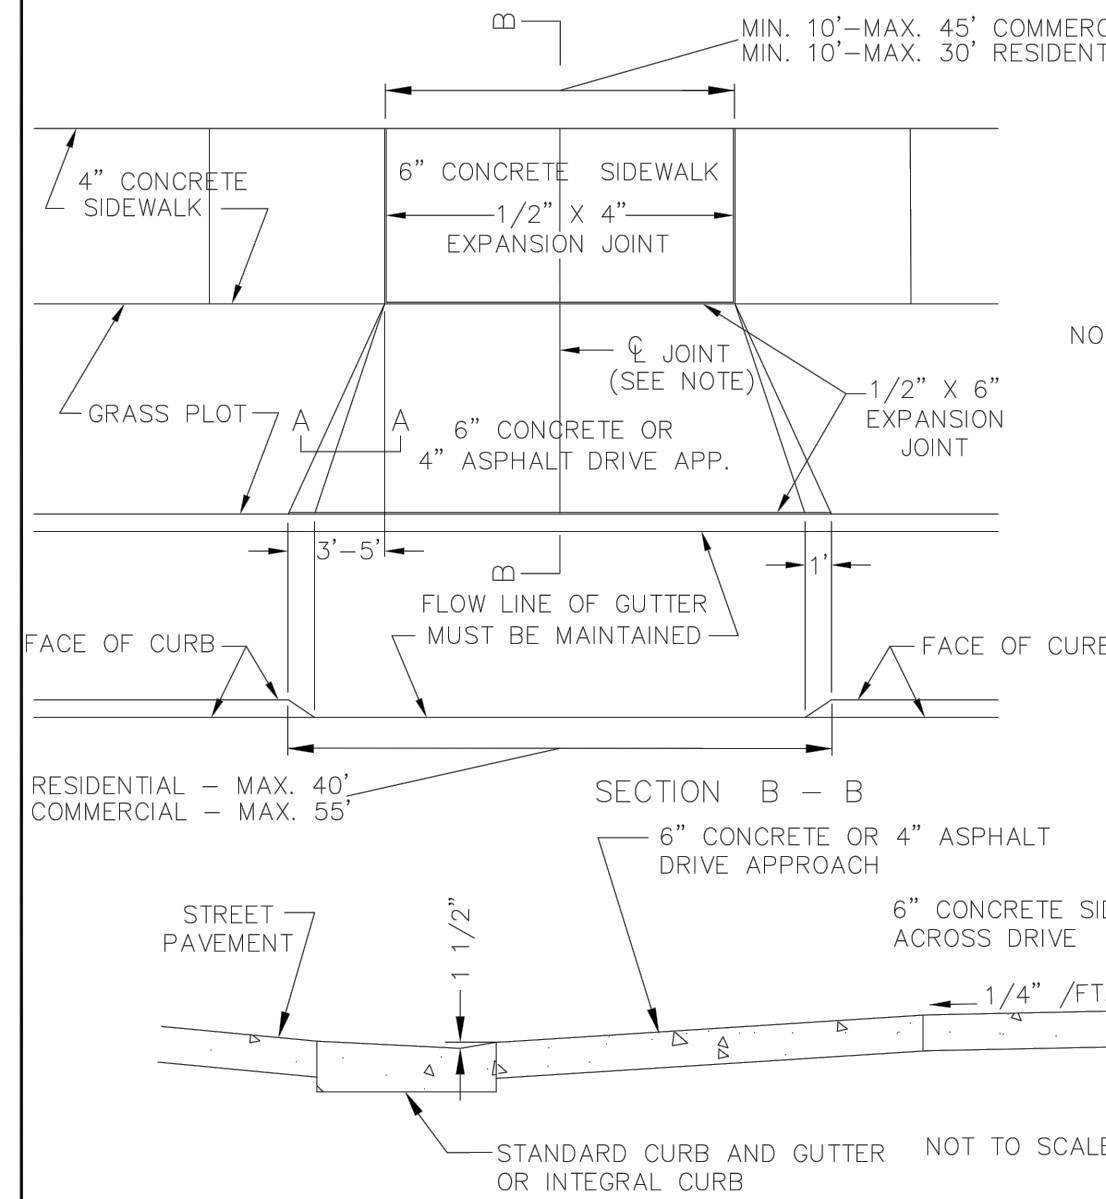 B
MIN. 10'-MAX. 45' COMMERC
MIN. 10'-MAX. 30' RESIDENT
4" CONCRETE
SIDEWALK
6" CONCRETE SIDEWALK
1/2" X 4"
EXPANSION JOINT
NO
℄ JOINT
(SEE NOTE)
1/2" X 6"
EXPANSION
JOINT
GRASS PLOT
A A
6" CONCRETE OR
4" ASPHALT DRIVE APP.
3'-5'
B
1'
FLOW LINE OF GUTTER
MUST BE MAINTAINED
FACE OF CURB
FACE OF CURB
RESIDENTIAL - MAX. 40'
COMMERCIAL - MAX. 55'
SECTION B - B
6" CONCRETE OR 4" ASPHALT
DRIVE APPROACH
STREET
PAVEMENT
1 1/2"
6" CONCRETE SID
ACROSS DRIVE
1/4" /FT.
STANDARD CURB AND GUTTER
OR INTEGRAL CURB
NOT TO SCALE